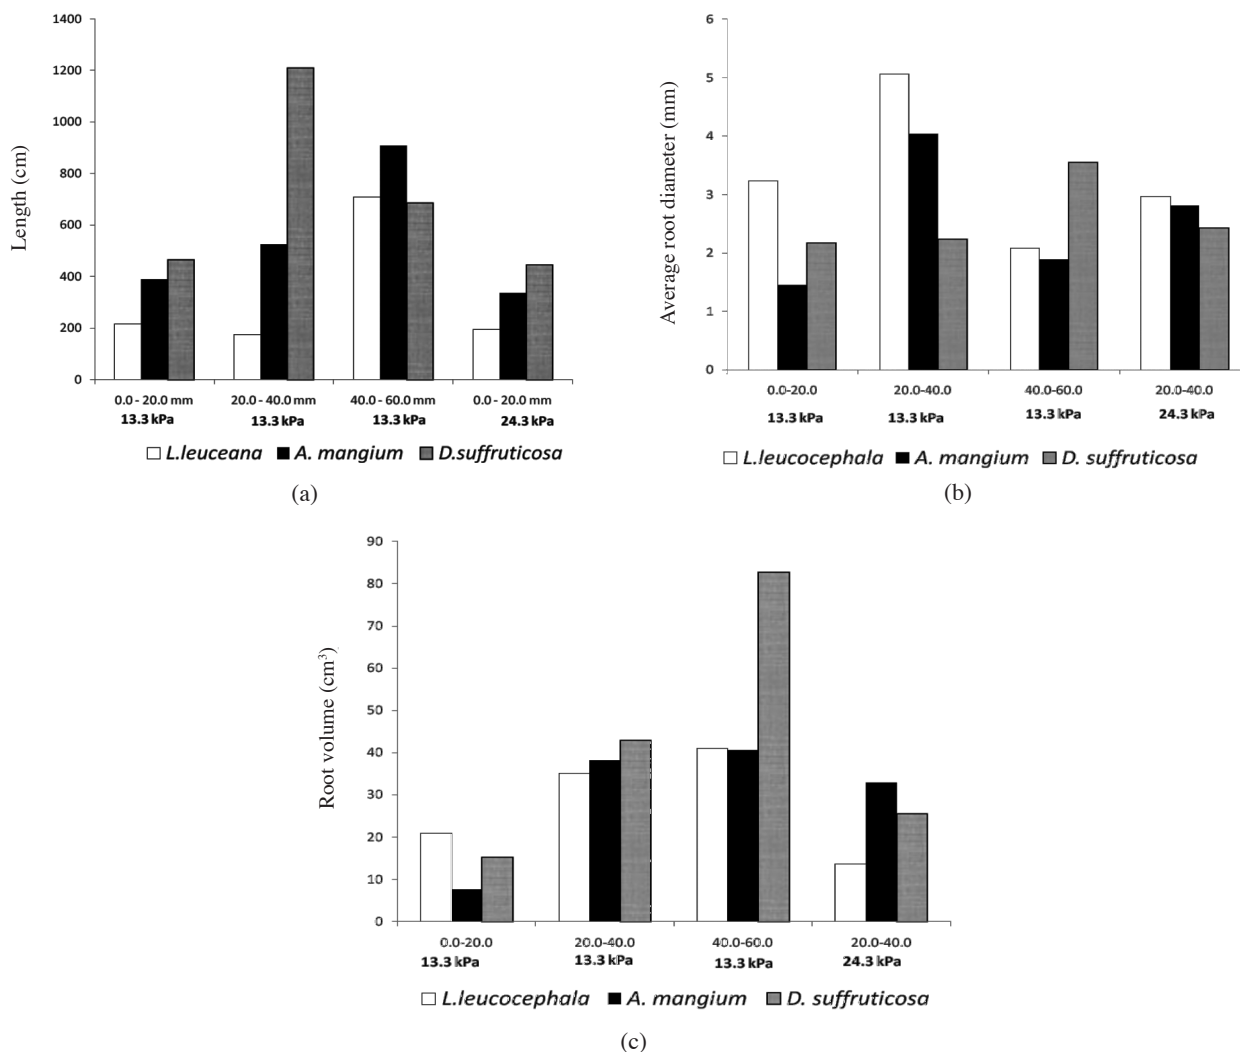 1400
1200
1000
800
600
400
200
0
Length (cm)
0.0 - 20.0 mm 20.0 - 40.0 mm 40.0 - 60.0 mm 0.0 - 20.0 mm
13.3 kPa 13.3 kPa 13.3 kPa 24.3 kPa
L.leuceana A. mangium D.suffruticosa
(a)
6
5
4
3
2
1
0
Average root diameter (mm)
0.0-20.0 20.0-40.0 40.0-60.0 20.0-40.0
13.3 kPa 13.3 kPa 13.3 kPa 24.3 kPa
L.leucocephala A. mangium D. suffruticosa
(b)
90
80
70
60
50
40
30
20
10
0
Root volume (cm³)
0.0-20.0 20.0-40.0 40.0-60.0 20.0-40.0
13.3 kPa 13.3 kPa 13.3 kPa 24.3 kPa
L.leucocephala A. mangium D. suffruticosa
(c)